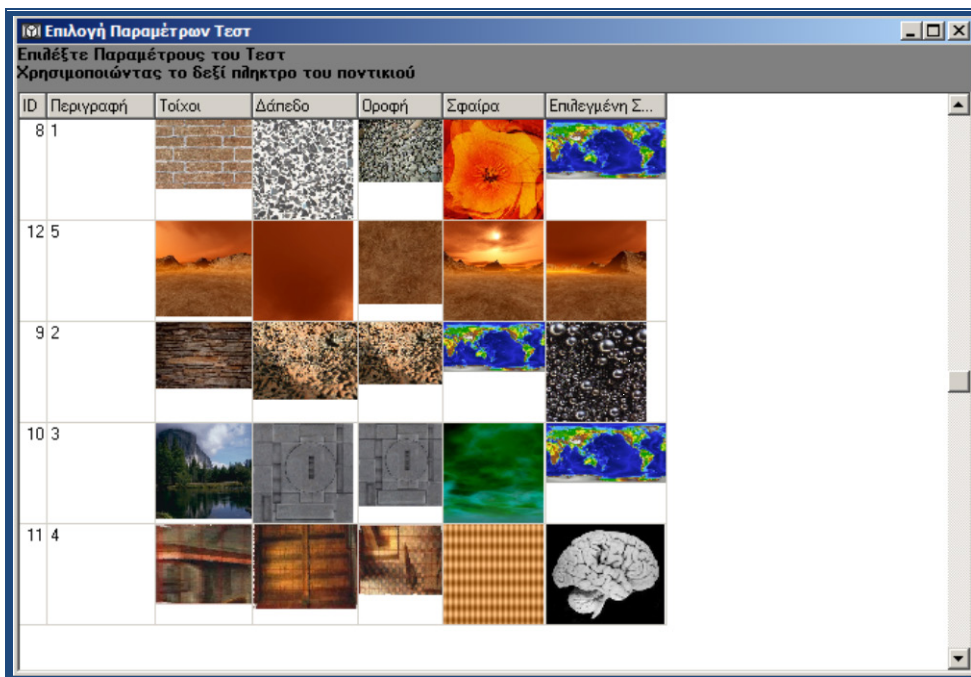 Επιλογή Παραμέτρων Τεστ
Επιλέξτε Παραμέτρους του Τεστ
Χρησιμοποιώντας το δεξί πληκτρο του ποντικιού
ID Περιγραφή Τοίχοι Δάπεδο Οροφή Σφαίρα Επιλεγμένη Σ...
8 1
12 5
9 2
10 3
11 4